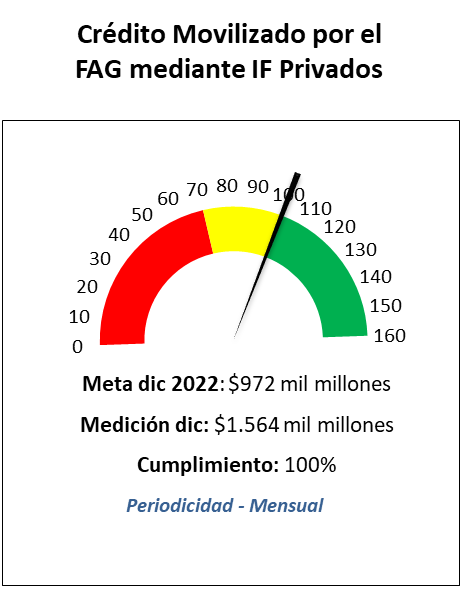 Crédito Movilizado por el
FAG mediante IF Privados
0
10
20
30
40
50
60
70
80
90
100
110
120
130
140
150
160
Meta dic 2022: $972 mil millones
Medición dic: $1.564 mil millones
Cumplimiento: 100%
Periodicidad - Mensual